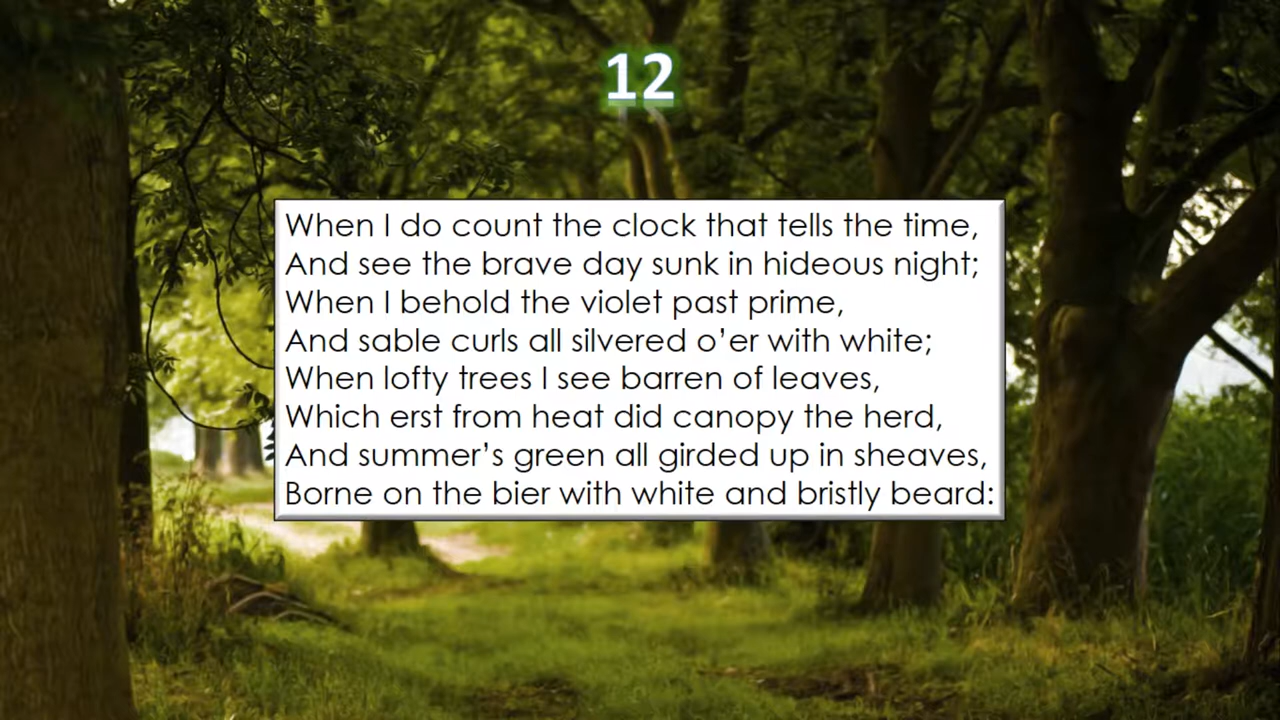 12
When I do count the clock that tells the time,
And see the brave day sunk in hideous night;
When I behold the violet past prime,
And sable curls all silvered o’er with white;
When lofty trees I see barren of leaves,
Which erst from heat did canopy the herd,
And summer’s green all girded up in sheaves,
Borne on the bier with white and bristly beard: